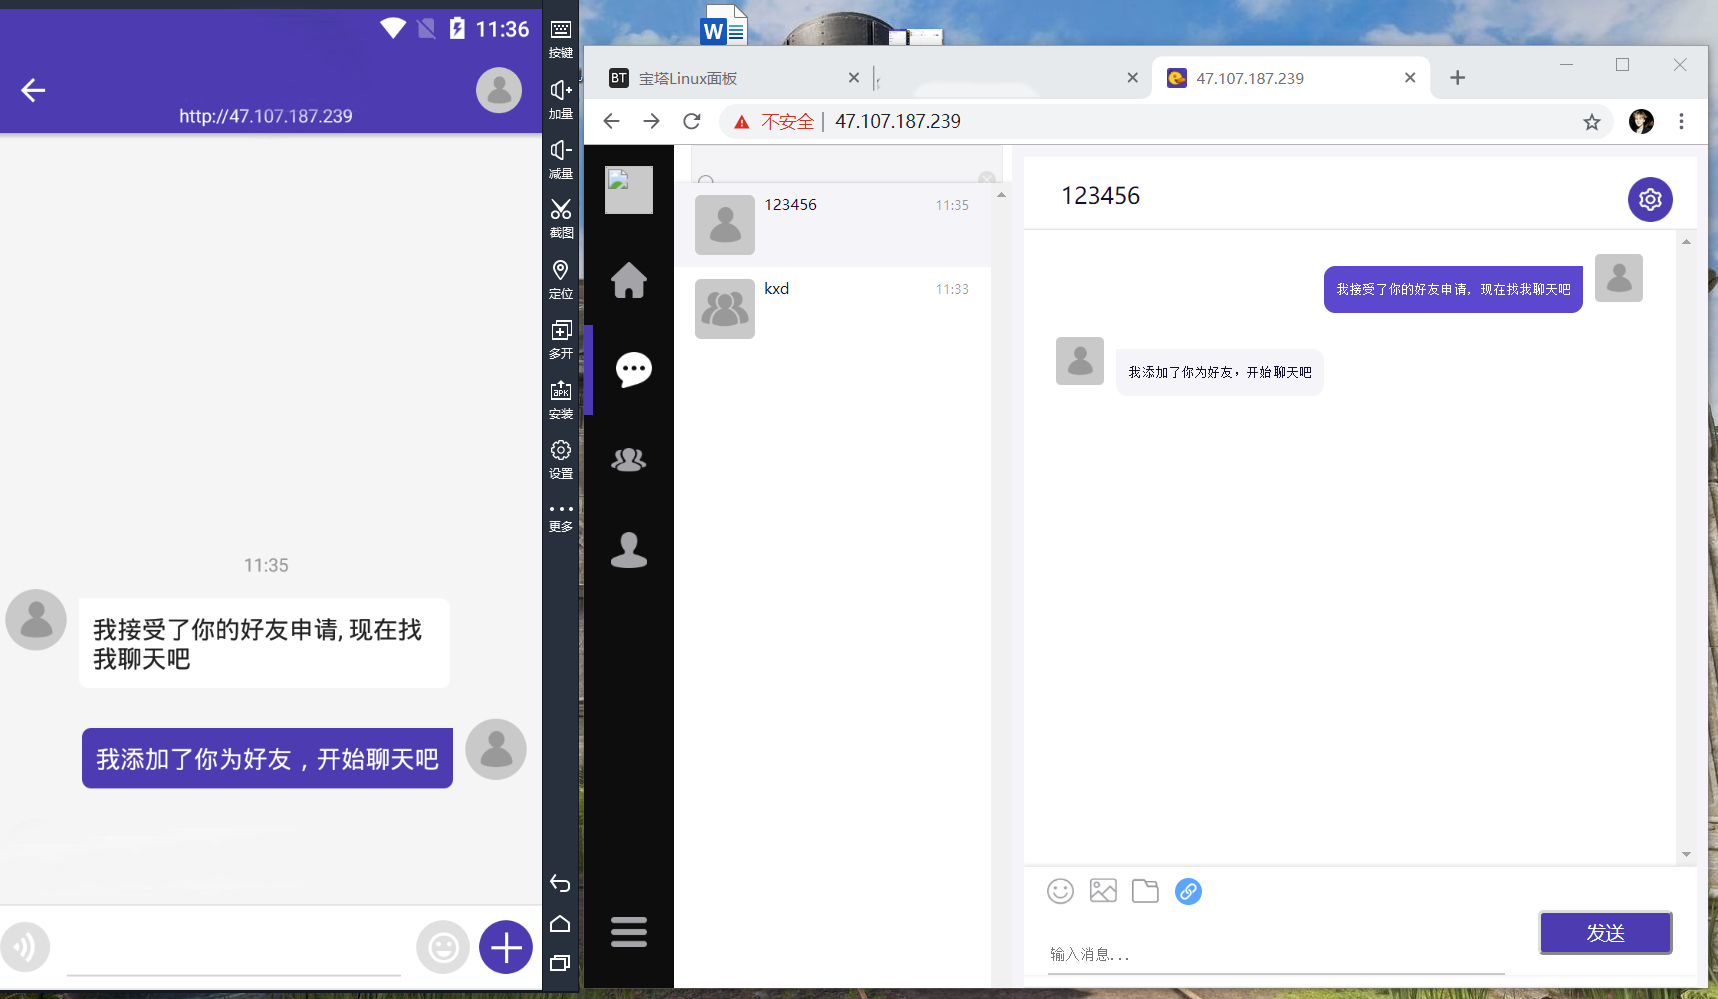 11:36
http://47.107.187.239
11:35
我接受了你的好友申请, 现在找
我聊天吧
我添加了你为好友，开始聊天吧
按键
加量
减量
截图
定位
多开
APK
安装
设置
更多
W
BT 宝塔Linux面板
47.107.187.239
不安全 | 47.107.187.239
123456 11:35
kxd 11:33
123456
我接受了你的好友申请, 现在找我聊天吧
我添加了你为好友，开始聊天吧
输入消息...
发送